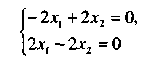 -2x₁ + 2x₂ = 0,
2x₁ - 2x₂ = 0